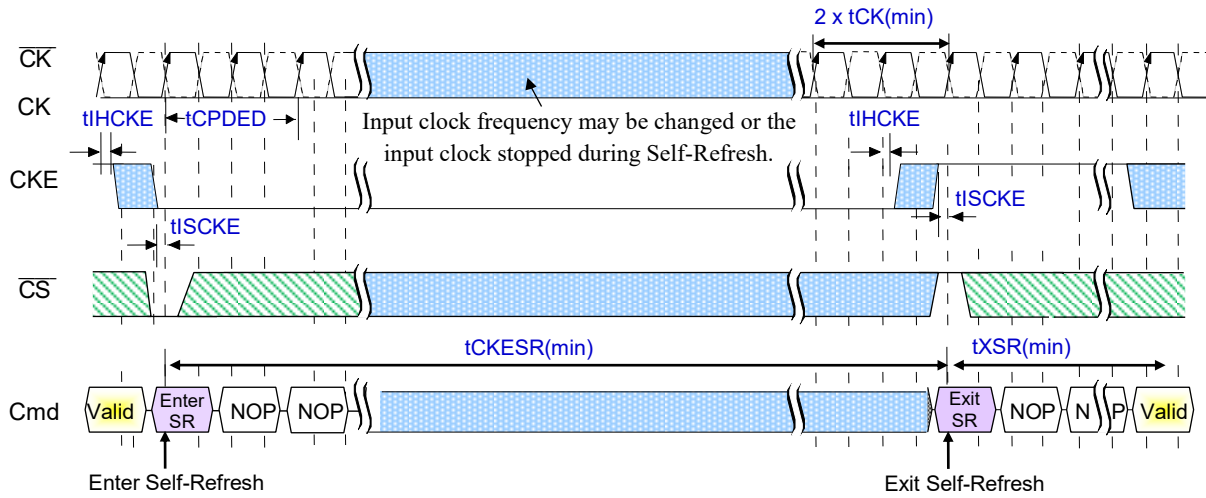 2 x tCK(min)
CK
CK
tIHCKE
tCPDED
Input clock frequency may be changed or the
input clock stopped during Self-Refresh.
tIHCKE
CKE
tISCKE
tISCKE
CS
tCKESR(min)
tXSR(min)
Cmd
Valid
Enter
SR
NOP
NOP
Exit
SR
NOP
N
P
Valid
Enter Self-Refresh
Exit Self-Refresh